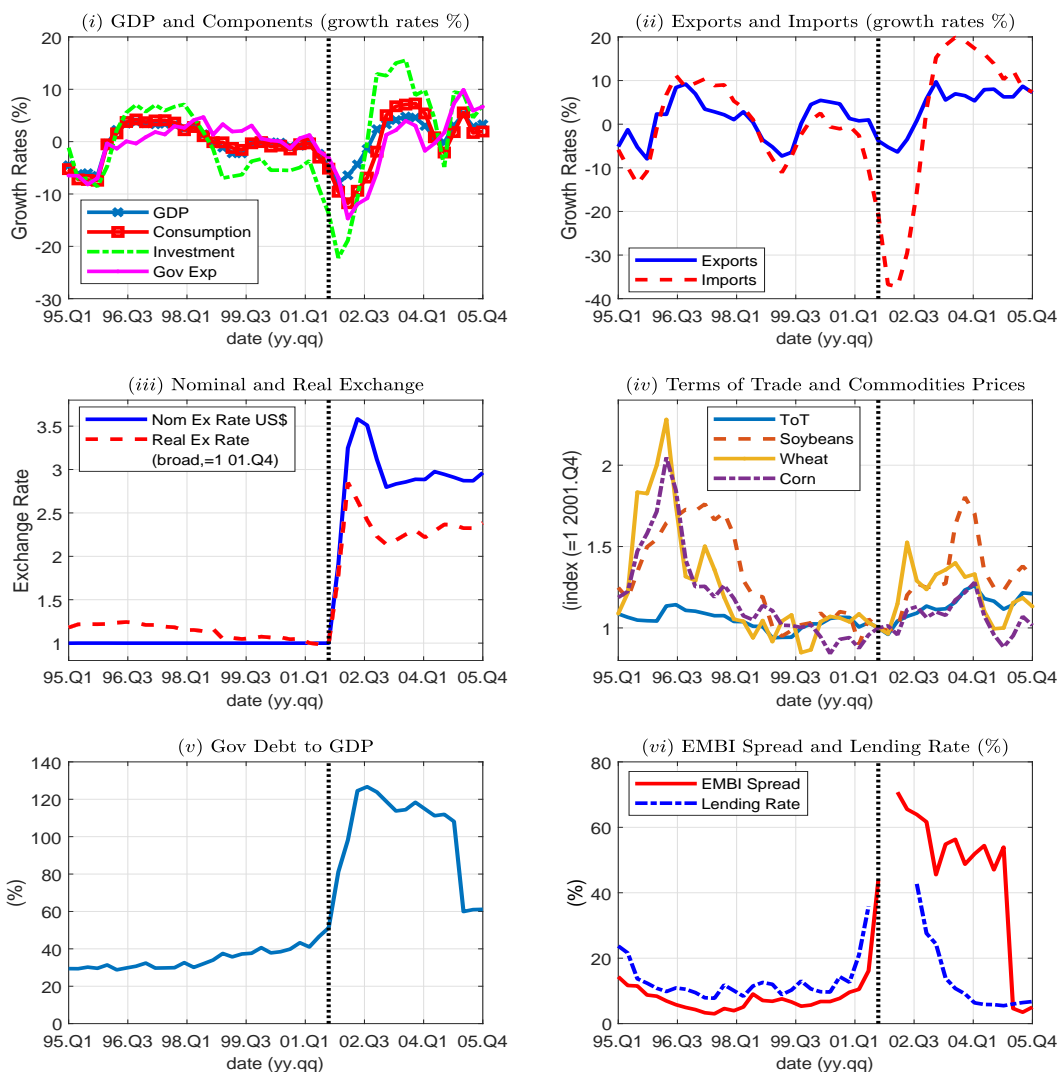 (i) GDP and Components (growth rates %)
20
10
0
-10
-20
-30
Growth Rates (%)
GDP
Consumption
Investment
Gov Exp
95.Q1 96.Q3 98.Q1 99.Q3 01.Q1 02.Q3 04.Q1 05.Q4
date (yy.qq)
(ii) Exports and Imports (growth rates %)
20
10
0
-10
-20
-30
-40
Growth Rates (%)
Exports
Imports
95.Q1 96.Q3 98.Q1 99.Q3 01.Q1 02.Q3 04.Q1 05.Q4
date (yy.qq)
(iii) Nominal and Real Exchange
3.5
3
2.5
2
1.5
1
Exchange Rate
Nom Ex Rate US$
Real Ex Rate
(broad,=1 01.Q4)
95.Q1 96.Q3 98.Q1 99.Q3 01.Q1 02.Q3 04.Q1 05.Q4
date (yy.qq)
(iv) Terms of Trade and Commodities Prices
2
1.5
1
(index (=1 2001.Q4)
ToT
Soybeans
Wheat
Corn
95.Q1 96.Q3 98.Q1 99.Q3 01.Q1 02.Q3 04.Q1 05.Q4
date (yy.qq)
(v) Gov Debt to GDP
140
120
100
80
60
40
20
0
(%)
95.Q1 96.Q3 98.Q1 99.Q3 01.Q1 02.Q3 04.Q1 05.Q4
date (yy.qq)
(vi) EMBI Spread and Lending Rate (%)
80
60
40
20
0
(%)
EMBI Spread
Lending Rate
95.Q1 96.Q3 98.Q1 99.Q3 01.Q1 02.Q3 04.Q1 05.Q4
date (yy.qq)